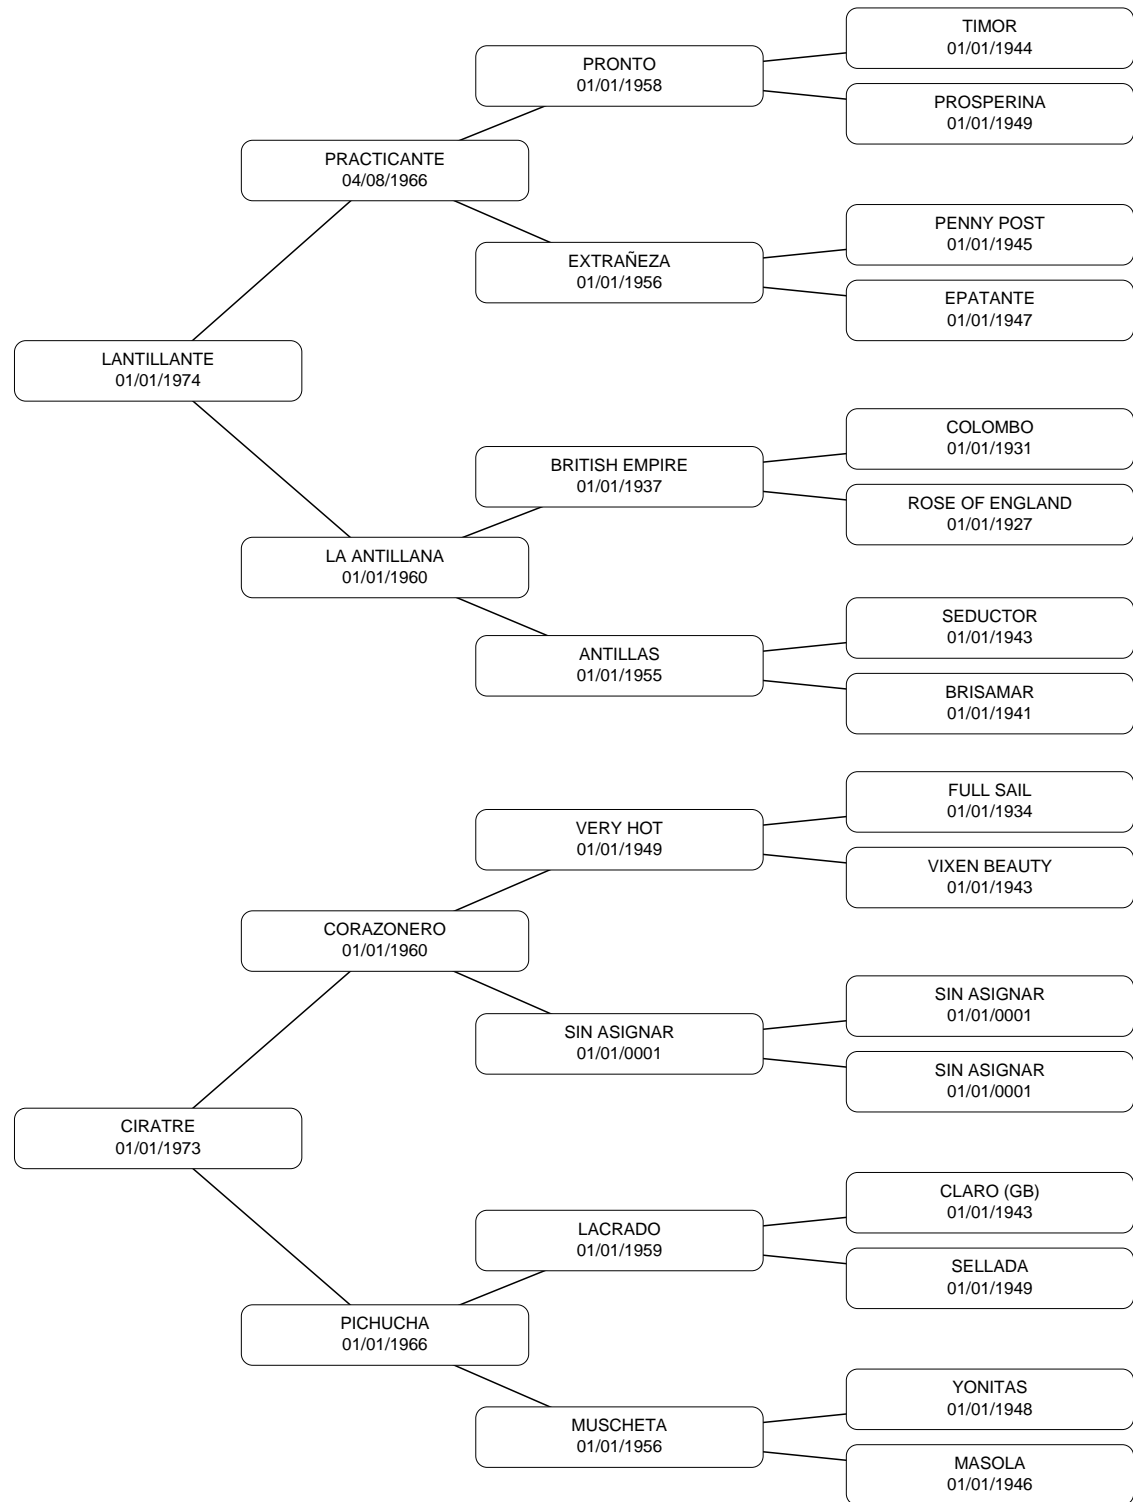 TIMOR
01/01/1944
PRONTO
01/01/1958
PROSPERINA
01/01/1949
PRACTICANTE
04/08/1966
PENNY POST
01/01/1945
EXTRAÑEZA
01/01/1956
EPATANTE
01/01/1947
LANTILLANTE
01/01/1974
COLOMBO
01/01/1931
BRITISH EMPIRE
01/01/1937
ROSE OF ENGLAND
01/01/1927
LA ANTILLANA
01/01/1960
SEDUCTOR
01/01/1943
ANTILLAS
01/01/1955
BRISAMAR
01/01/1941
FULL SAIL
01/01/1934
VERY HOT
01/01/1949
VIXEN BEAUTY
01/01/1943
CORAZONERO
01/01/1960
SIN ASIGNAR
01/01/0001
SIN ASIGNAR
01/01/0001
SIN ASIGNAR
01/01/0001
CIRATRE
01/01/1973
CLARO (GB)
01/01/1943
LACRADO
01/01/1959
SELLADA
01/01/1949
PICHUCHA
01/01/1966
YONITAS
01/01/1948
MUSCHETA
01/01/1956
MASOLA
01/01/1946